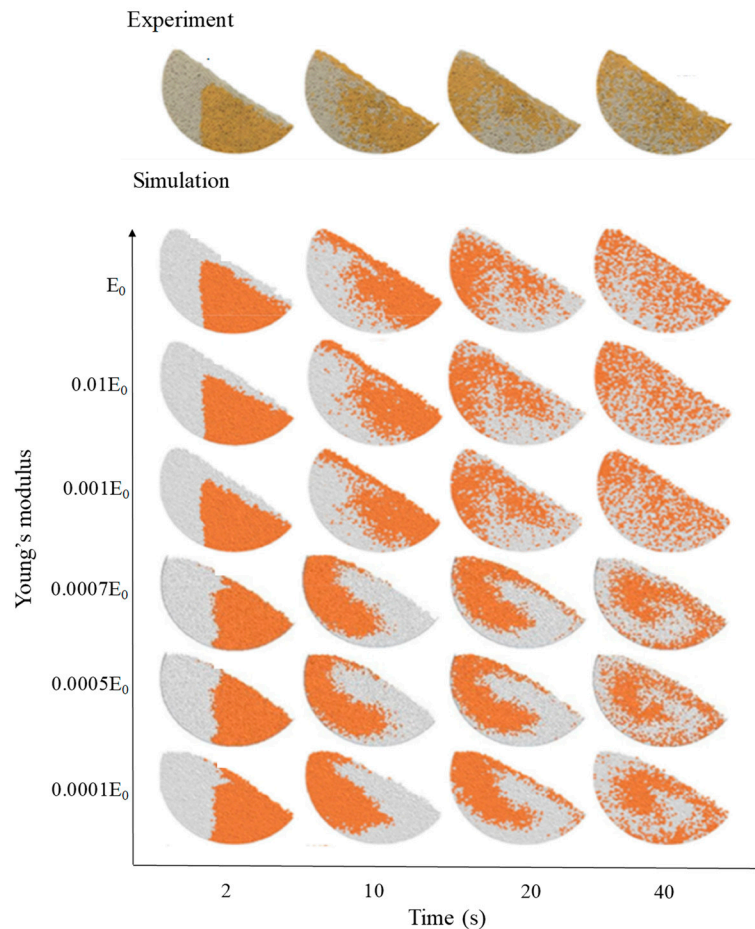 Experiment
Simulation
E₀
0.01E₀
0.001E₀
0.0007E₀
0.0005E₀
0.0001E₀
Young's modulus
2 10 20 40
Time (s)